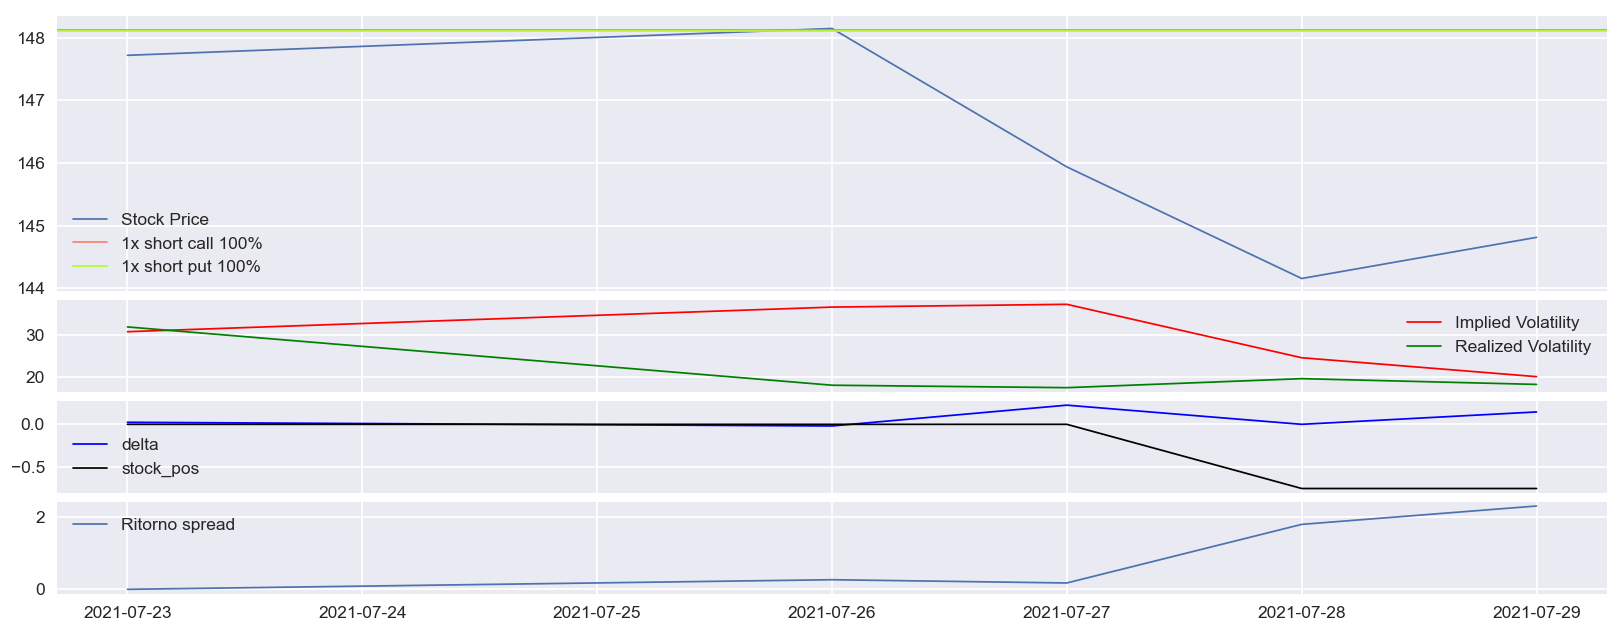 148
147
146
145
144
Stock Price
1x short call 100%
1x short put 100%
30
20
Implied Volatility
Realized Volatility
0.0
−0.5
delta
stock_pos
2
0
Ritorno spread
2021-07-23 2021-07-24 2021-07-25 2021-07-26 2021-07-27 2021-07-28 2021-07-29